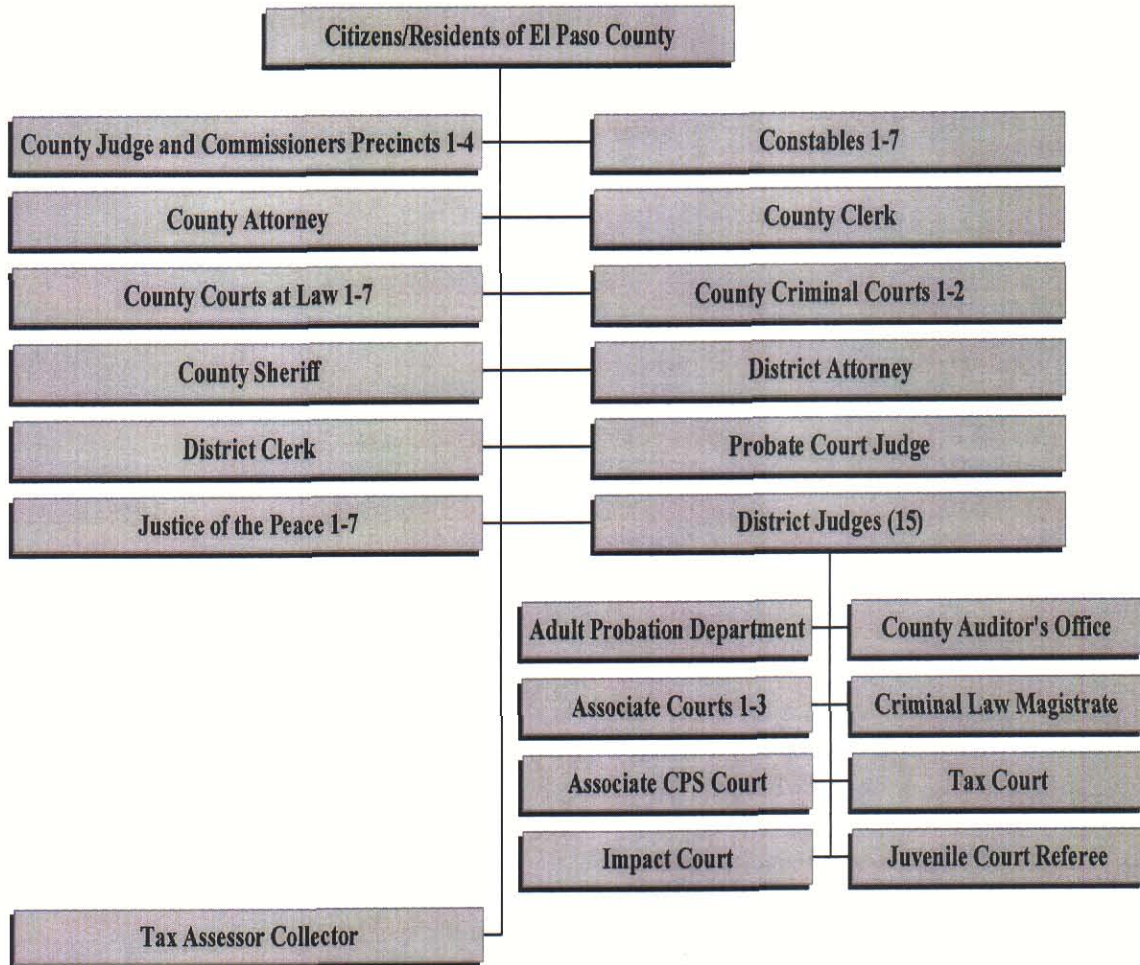 Citizens/Residents of El Paso County
County Judge and Commissioners Precincts 1-4
Constables 1-7
County Attorney
County Clerk
County Courts at Law 1-7
County Criminal Courts 1-2
County Sheriff
District Attorney
District Clerk
Probate Court Judge
Justice of the Peace 1-7
District Judges (15)
Adult Probation Department
County Auditor's Office
Associate Courts 1-3
Criminal Law Magistrate
Associate CPS Court
Tax Court
Impact Court
Juvenile Court Referee
Tax Assessor Collector